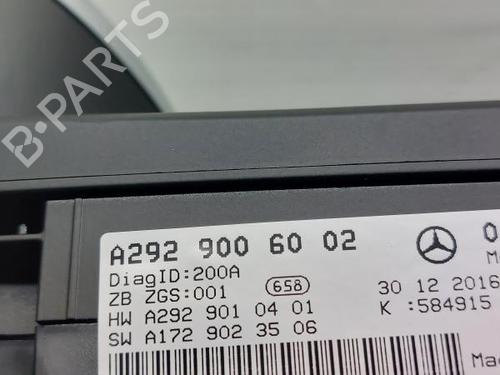 B-PARTS
A292 900 60 02
DiagID:200A
ZB ZGS:001
658
30 12 2016
HW A292 901 04 01
K :584915
SW A172 902 35 06